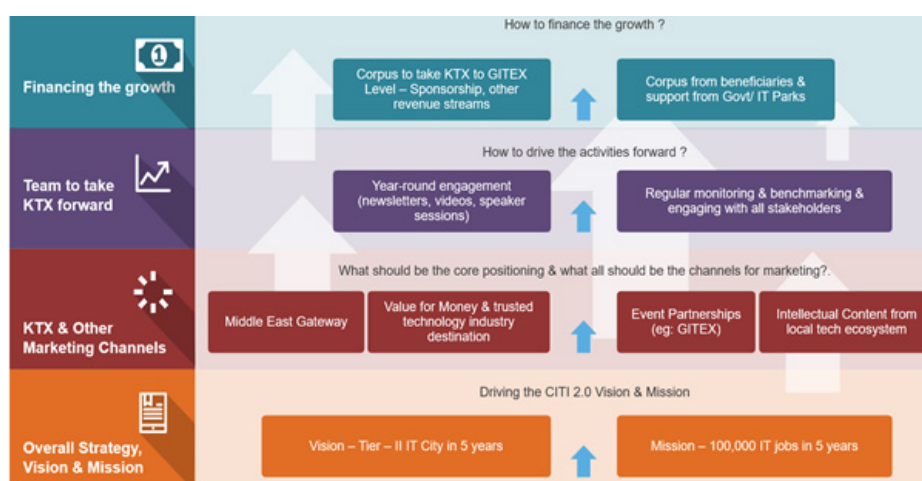 How to finance the growth ?
1
Financing the growth
Corpus to take KTX to GITEX
Level – Sponsorship, other
revenue streams
Corpus from beneficiaries &
support from Govt/ IT Parks
How to drive the activities forward ?
Team to take
KTX forward
Year-round engagement
(newsletters, videos, speaker
sessions)
Regular monitoring & benchmarking &
engaging with all stakeholders
What should be the core positioning & what all should be the channels for marketing?.
KTX & Other
Marketing Channels
Middle East Gateway
Value for Money & trusted
technology industry
destination
Event Partnerships
(eg: GITEX)
Intellectual Content from
local tech ecosystem
Driving the CITI 2.0 Vision & Mission
Overall Strategy,
Vision & Mission
Vision – Tier – II IT City in 5 years
Mission – 100,000 IT jobs in 5 years